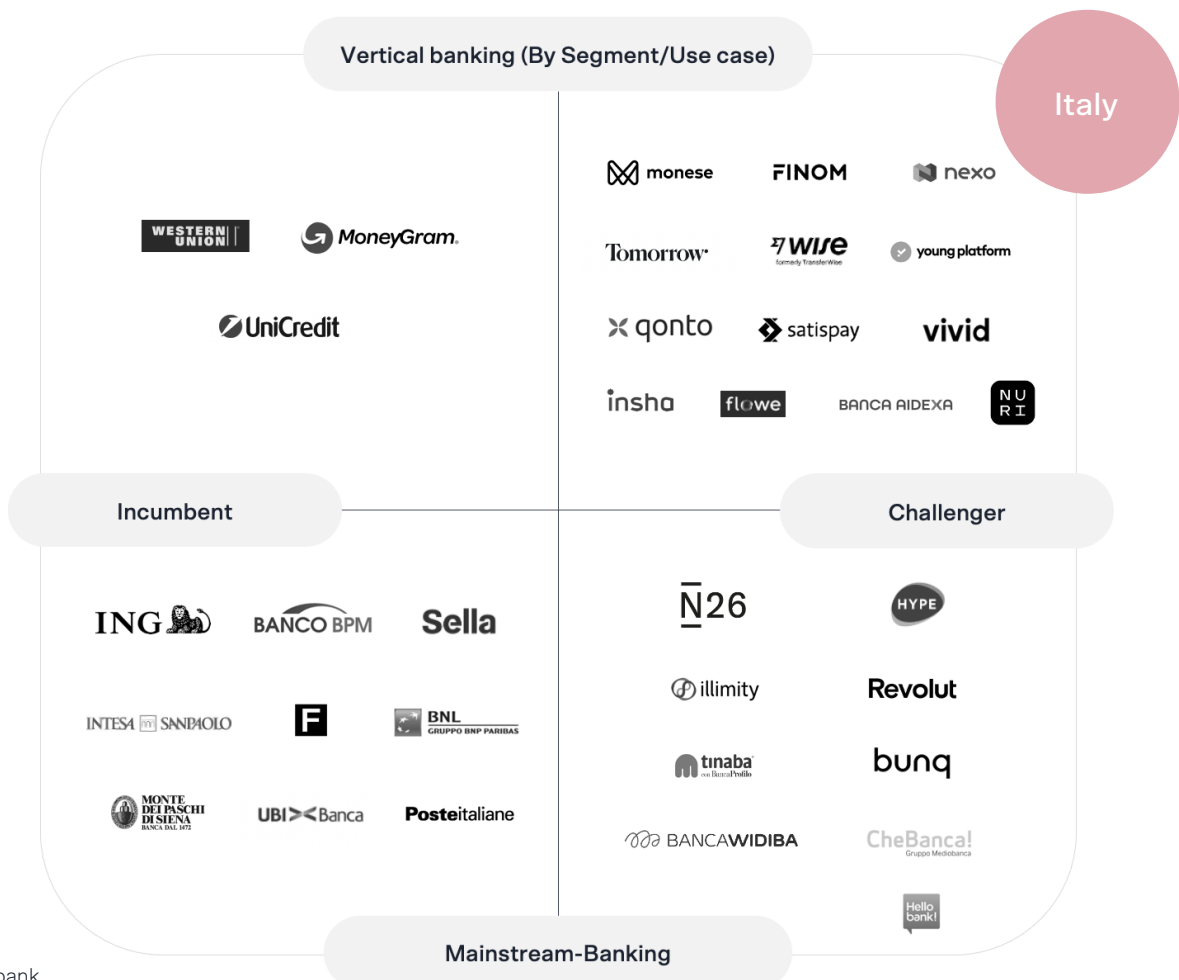 Vertical banking (By Segment/Use case)
Italy
monese
FINOM
nexo
WESTERN
UNION
MoneyGram.
Tomorrow
WISE
formerly TransferWise
young platform
UniCredit
qonto
satispay
vivid
insha
flowe
BANCA AIDEXA
NU
RI
Incumbent
Challenger
ING
BANCO BPM
Sella
N26
HYPE
INTESA SANPAOLO
F
BNL
GRUPPO BNP PARIBAS
illimity
Revolut
tinaba
con BancaProfilo
bunq
MONTE
DEI PASCHI
DI SIENA
BANCA DAL 1472
UBI Banca
Posteitaliane
BANCAWIDIBA
CheBanca!
Gruppo Mediobanca
Hello
bank!
Mainstream-Banking
bank